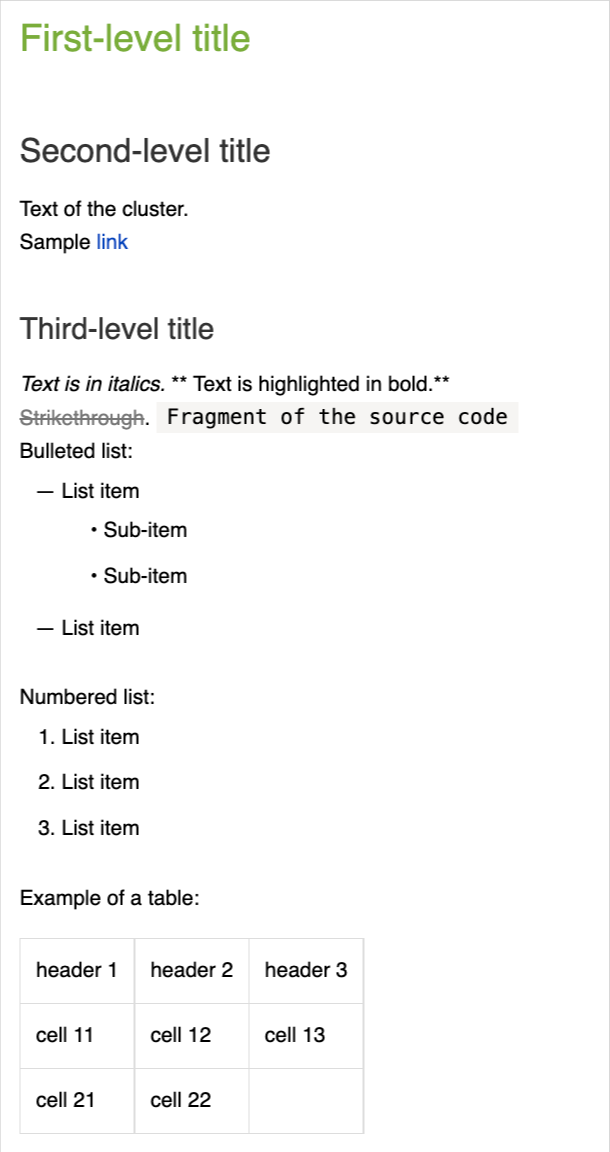 First-level title
Second-level title
Text of the cluster.
Sample link
Third-level title
Text is in italics. ** Text is highlighted in bold.**
Strikethrough. Fragment of the source code
Bulleted list:
— List item
• Sub-item
• Sub-item
— List item
Numbered list:
1. List item
2. List item
3. List item
Example of a table:
header 1 header 2 header 3
cell 11 cell 12 cell 13
cell 21 cell 22